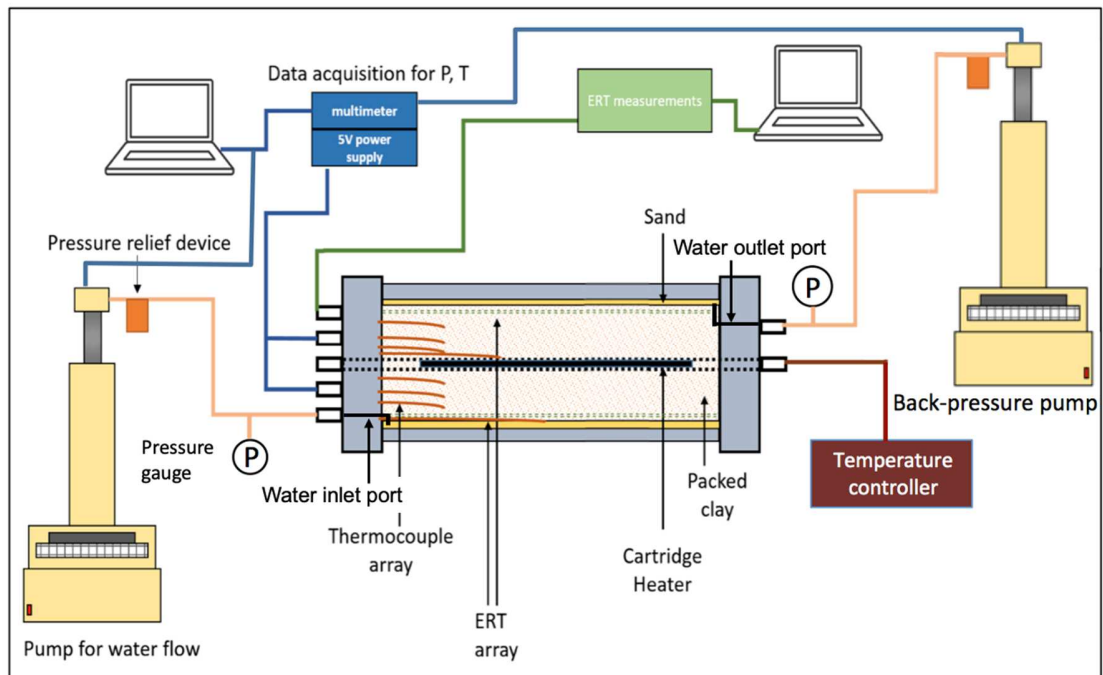 Data acquisition for P, T
multimeter
5V power
supply
ERT measurements
Sand
Water outlet port
Pressure relief device
P
Back-pressure pump
Pressure
gauge
P
Water inlet port
Thermocouple
array
Packed
clay
Temperature
controller
Cartridge
Heater
ERT
array
Pump for water flow